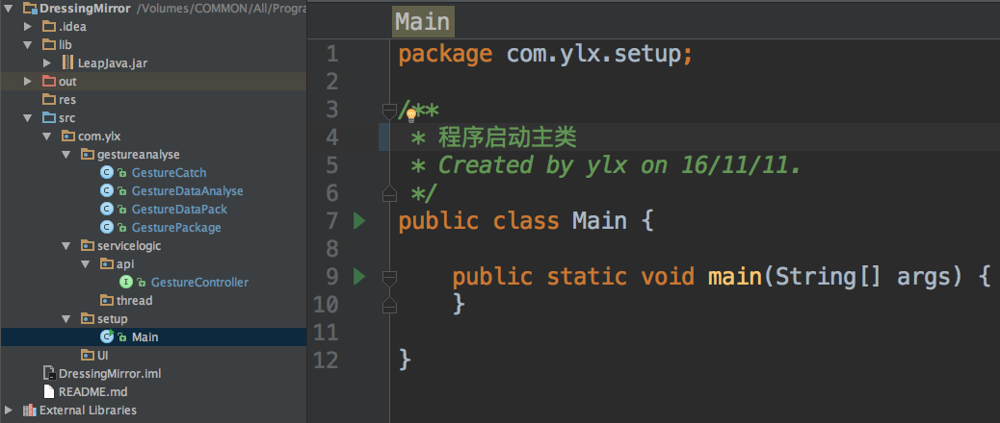 DressingMirror /Volumes/COMMON/All/Progra
.idea
lib
LeapJava.jar
out
res
src
com.ylx
gestureanalyse
GestureCatch
GestureDataAnalyse
GestureDataPack
GesturePackage
servicelogic
api
GestureController
thread
setup
Main
UI
DressingMirror.iml
README.md
External Libraries
Main
1 package com.ylx.setup;
2
3 /**
4 * 程序启动主类
5 * Created by ylx on 16/11/11.
6 */
7 public class Main {
8
9 public static void main(String[] args) {
10 }
11
12 }